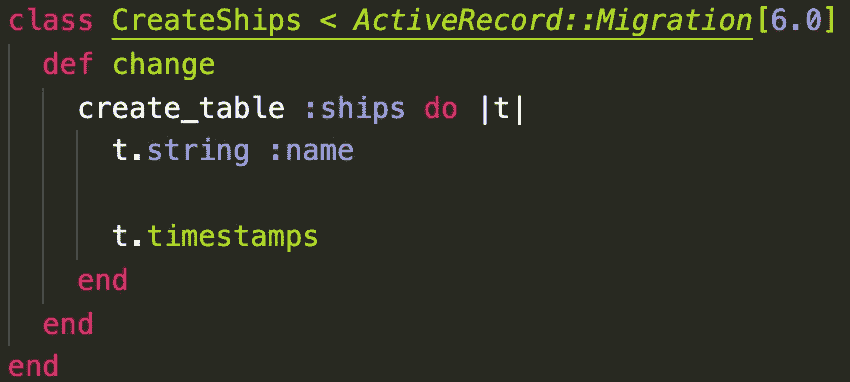 class CreateShips < ActiveRecord::Migration[6.0]
  def change
    create_table :ships do |t|
      t.string :name

      t.timestamps
    end
  end
end